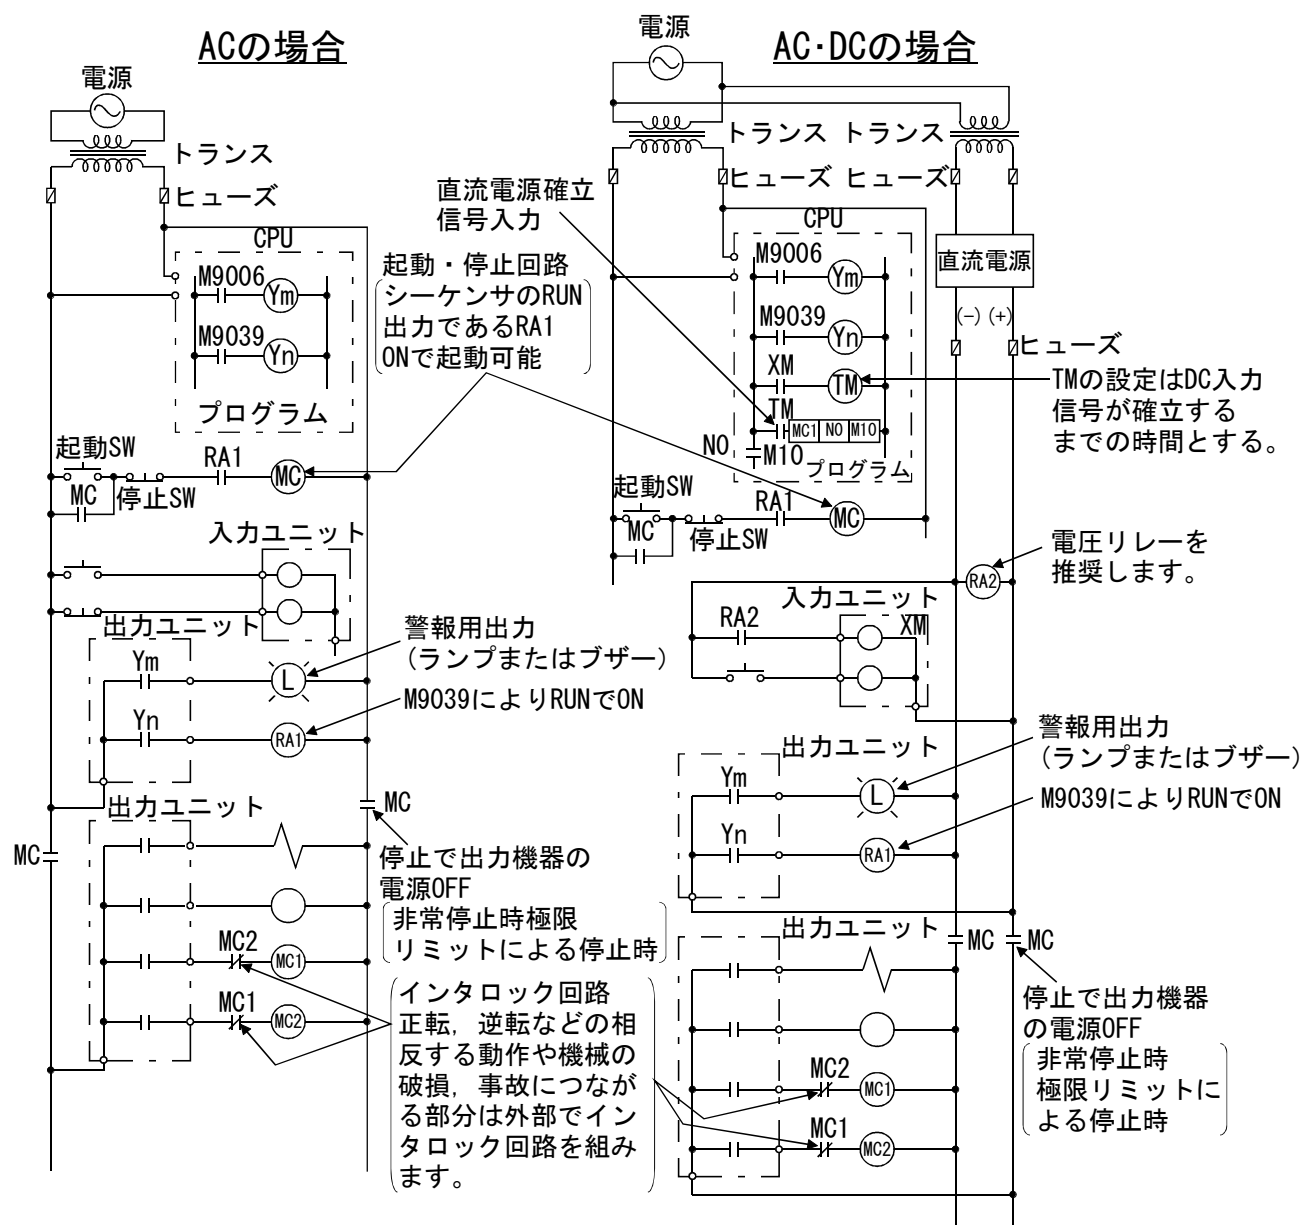 ACの場合
電源
トランス
ヒューズ
CPU
M9006
Ym
M9039
Yn
プログラム
起動・停止回路
シーケンサのRUN
出力であるRA1
ONで起動可能
起動SW
MC
停止SW
RA1
MC
入力ユニット
出力ユニット
Ym
L
Yn
RA1
警報用出力
(ランプまたはブザー)
M9039によりRUNでON
出力ユニット
MC
MC
停止で出力機器の
電源OFF
非常停止時極限
リミットによる停止時
MC2
MC1
MC1
MC2
インタロック回路
正転，逆転などの相
反する動作や機械の
破損，事故につなが
る部分は外部でイン
タロック回路を組み
ます。
AC･DCの場合
電源
トランス
トランス
ヒューズ
ヒューズ
直流電源確立
信号入力
CPU
M9006
Ym
M9039
Yn
XM
TM
TM
MC1
N0
M10
N0
M10
プログラム
直流電源
(-)
(+)
ヒューズ
TMの設定はDC入力
信号が確立する
までの時間とする。
起動SW
MC
停止SW
RA1
MC
電圧リレーを
推奨します。
RA2
入力ユニット
RA2
XM
出力ユニット
Ym
L
Yn
RA1
警報用出力
(ランプまたはブザー)
M9039によりRUNでON
出力ユニット
MC
MC
停止で出力機器
の電源OFF
非常停止時
極限リミットに
よる停止時
MC2
MC1
MC1
MC2